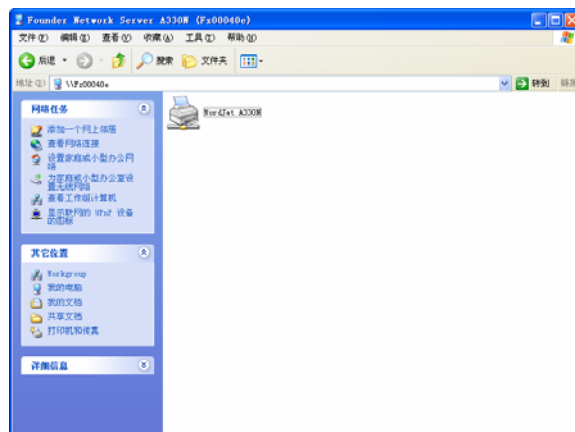 Founder Network Server A330N (Fx00040e)
文件(F) 编辑(E) 查看(V) 收藏(A) 工具(T) 帮助(H)
后退 搜索 文件夹
地址(D) \\Fx00040e 转到 链接
网络任务
添加一个网上邻居
查看网络连接
设置家庭或小型办公网
络
为家庭或小型办公室设
置无线网络
查看工作组计算机
显示联网的 UPnP 设备
的图标
其它位置
Workgroup
我的电脑
我的文档
共享文档
打印机和传真
详细信息
WordJet A330N